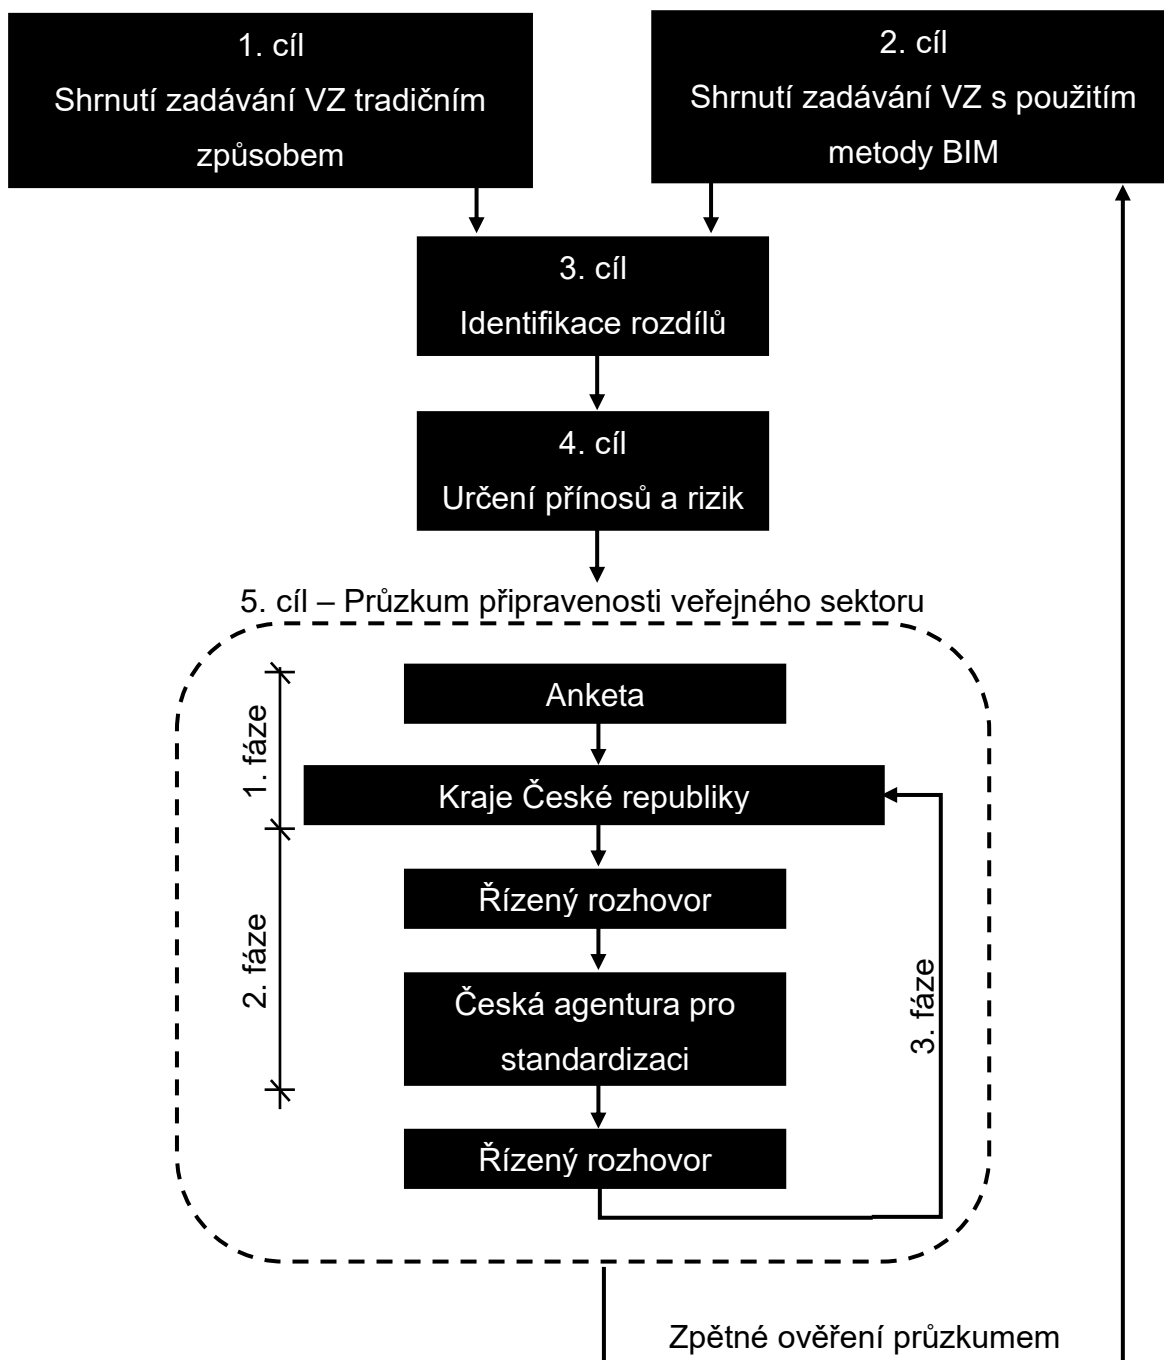 1. cíl
Shrnutí zadávání VZ tradičním
způsobem
2. cíl
Shrnutí zadávání VZ s použitím
metody BIM
3. cíl
Identifikace rozdílů
4. cíl
Určení přínosů a rizik
5. cíl – Průzkum připravenosti veřejného sektoru
1. fáze
Anketa
Kraje České republiky
2. fáze
Řízený rozhovor
Česká agentura pro
standardizaci
3. fáze
Řízený rozhovor
Zpětné ověření průzkumem